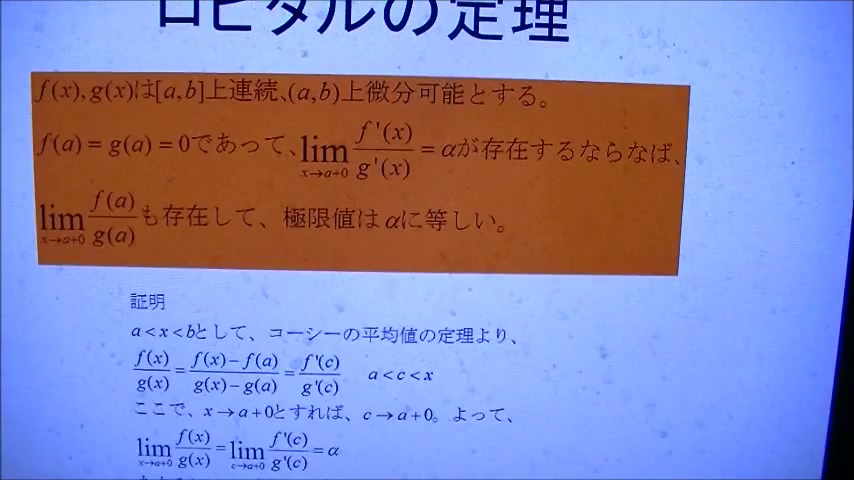 ロピタルの定理
f(x), g(x)は[a,b]上連続、(a,b)上微分可能とする。
f(a) = g(a) = 0であって、lim_{x→a+0} f'(x)/g'(x) = αが存在するならなば、
lim_{x→a+0} f(a)/g(a) も存在して、極限値はαに等しい。
証明
a < x < bとして、コーシーの平均値の定理より、
f(x)/g(x) = (f(x) − f(a))/(g(x) − g(a)) = f'(c)/g'(c) a < c < x
ここで、x → a + 0とすれば、c → a + 0。よって、
lim_{x→a+0} f(x)/g(x) = lim_{c→a+0} f'(c)/g'(c) = α